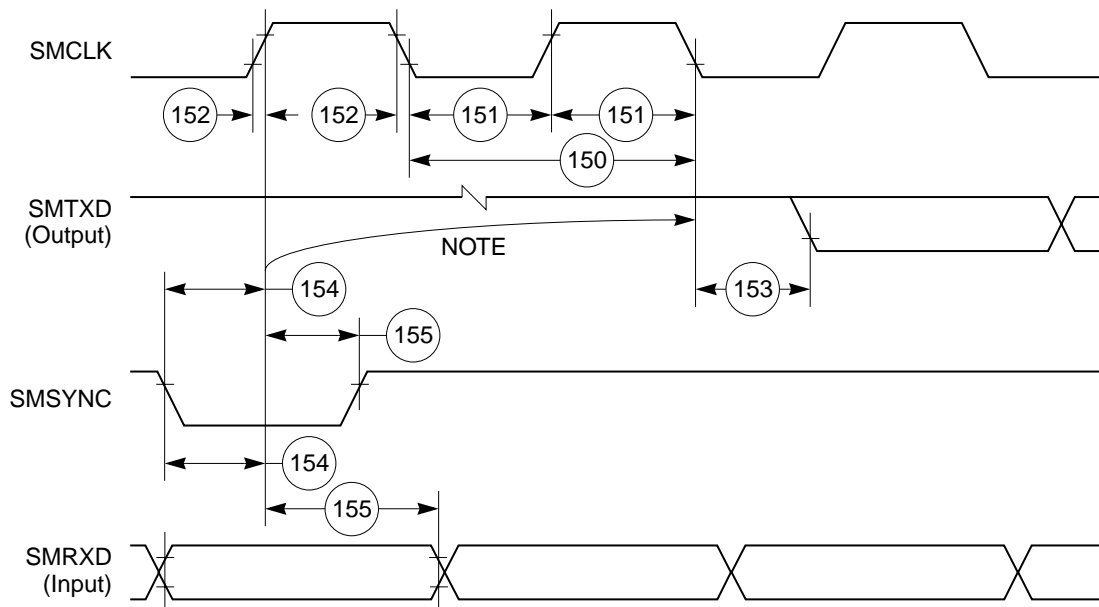 SMCLK
152
152
151
151
150
SMTXD
(Output)
NOTE
154
153
155
SMSYNC
154
155
SMRXD
(Input)